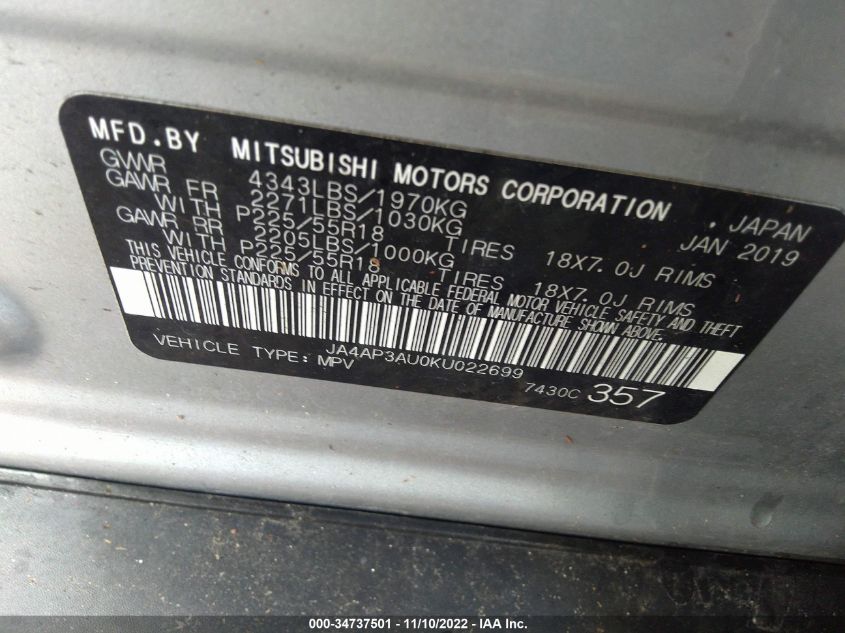 MFD.BY MITSUBISHI MOTORS CORPORATION , JAPAN
GVWR 4343LBS/1970KG JAN 2019
GAWR FR 2271LBS/1030KG
WITH P225/55R18 TIRES 18X7.0J RIMS
GAWR RR 2205LBS/1000KG
WITH P225/55R18 TIRES 18X7.0J RIMS
THIS VEHICLE CONFORMS TO ALL APPLICABLE FEDERAL MOTOR VEHICLE SAFETY AND THEFT
PREVENTION STANDARDS IN EFFECT ON THE DATE OF MANUFACTURE SHOWN ABOVE.
JA4AP3AU0KU022699
VEHICLE TYPE: MPV 7430C 357
000-34737501 - 11/10/2022 - IAA Inc.